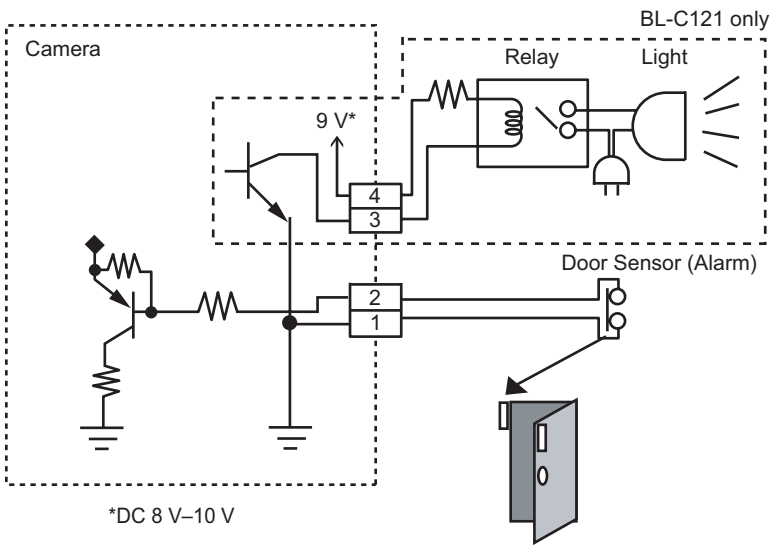 BL-C121 only
Camera
Relay
Light
9 V*
4
3
Door Sensor (Alarm)
2
1
*DC 8 V–10 V